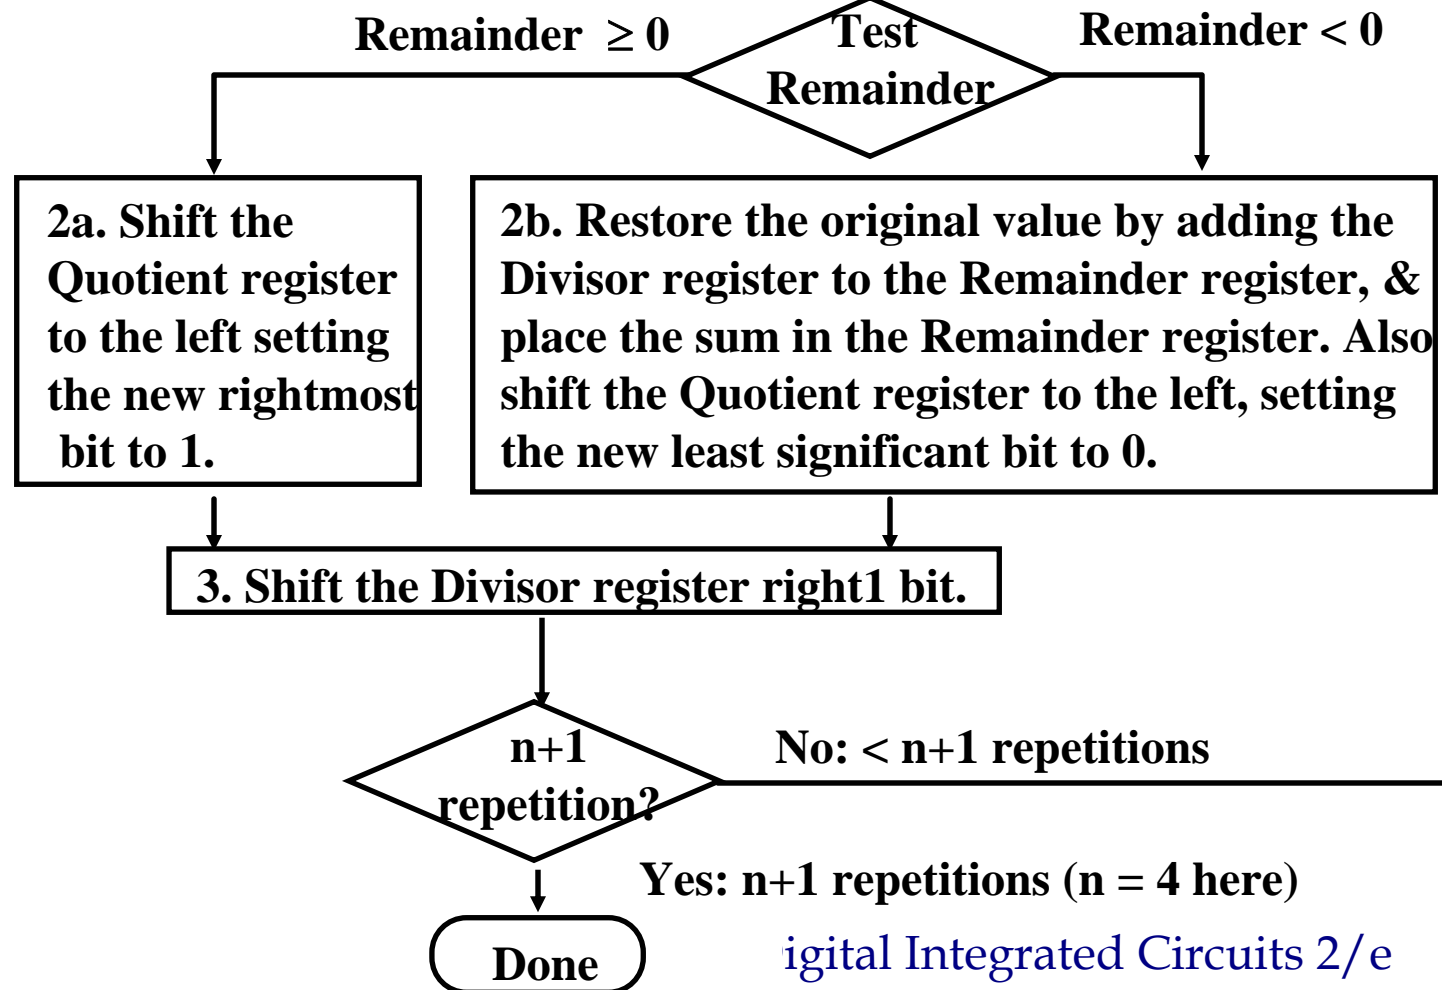 Remainder ≥ 0
Test
Remainder
Remainder < 0
2a. Shift the
Quotient register
to the left setting
the new rightmost
bit to 1.
2b. Restore the original value by adding the
Divisor register to the Remainder register, &
place the sum in the Remainder register. Also
shift the Quotient register to the left, setting
the new least significant bit to 0.
3. Shift the Divisor register right1 bit.
n+1
repetition?
No: < n+1 repetitions
Yes: n+1 repetitions (n = 4 here)
Done
igital Integrated Circuits 2/e